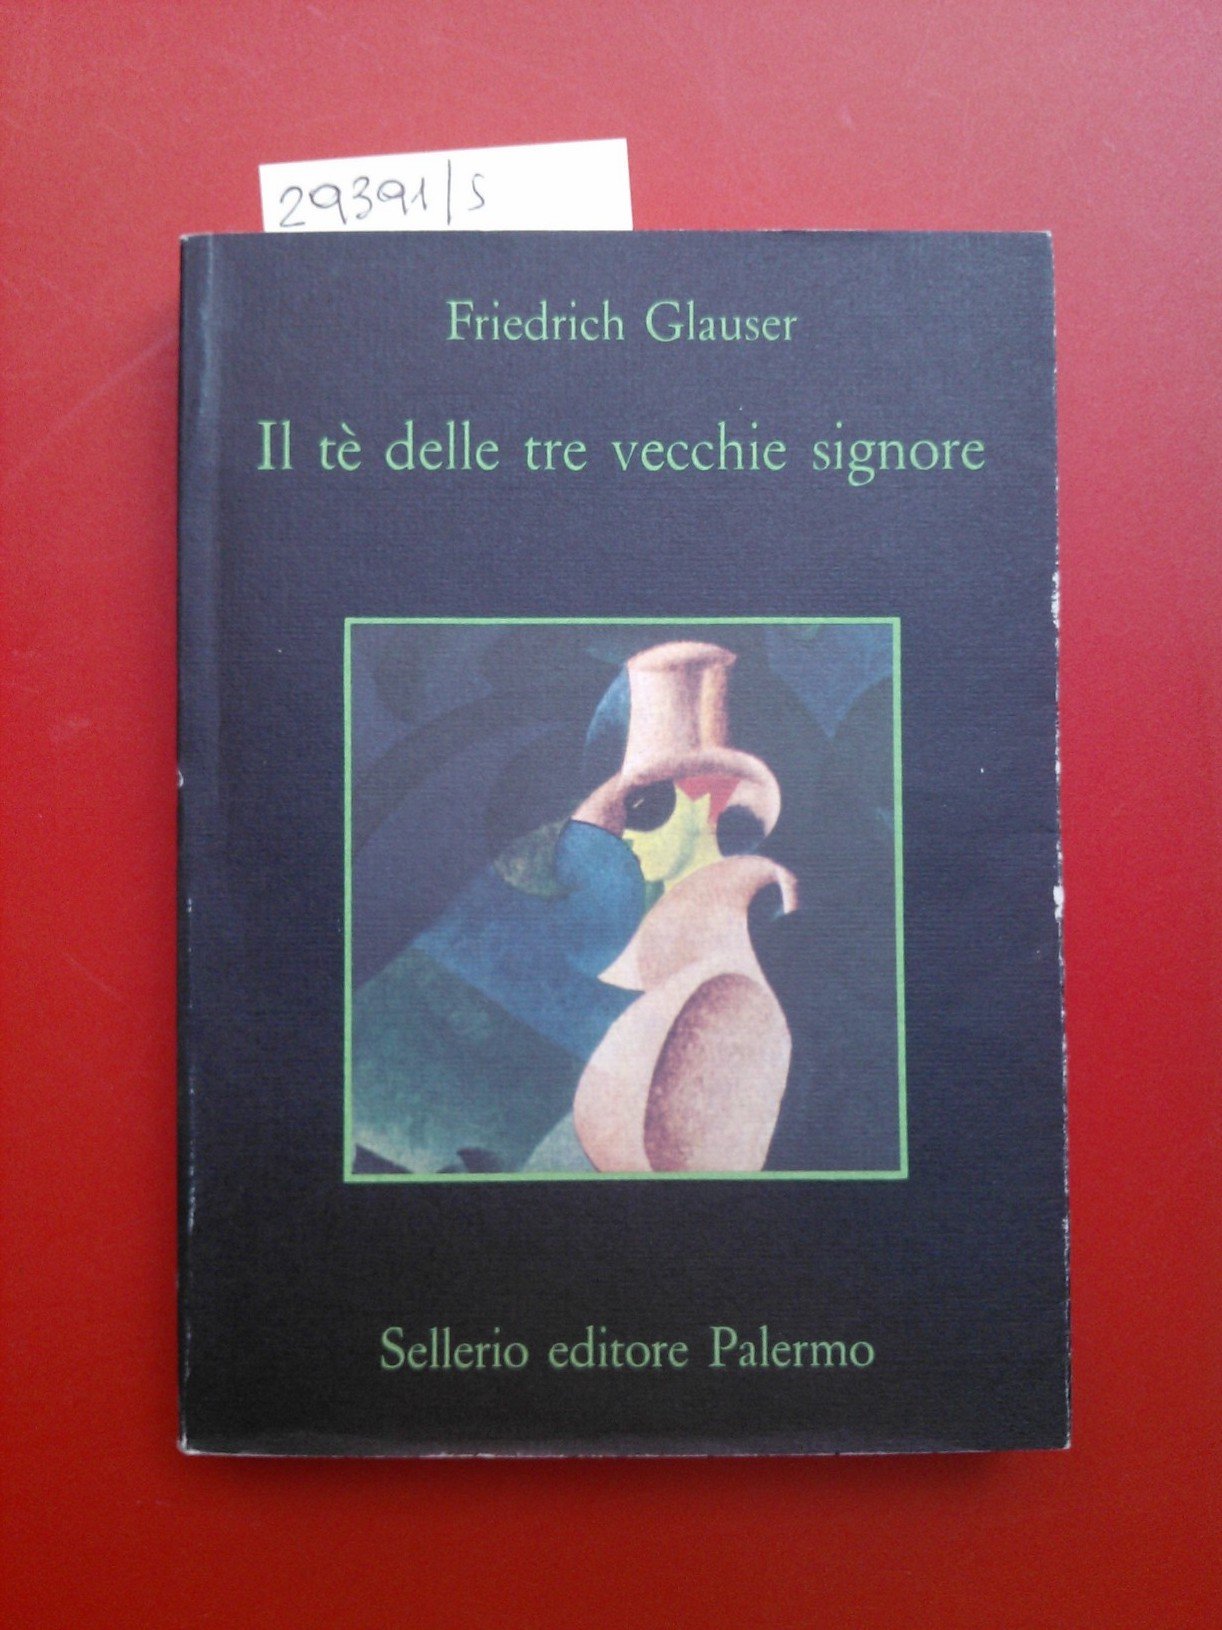 29391/s
Friedrich Glauser
Il tè delle tre vecchie signore
Sellerio editore Palermo